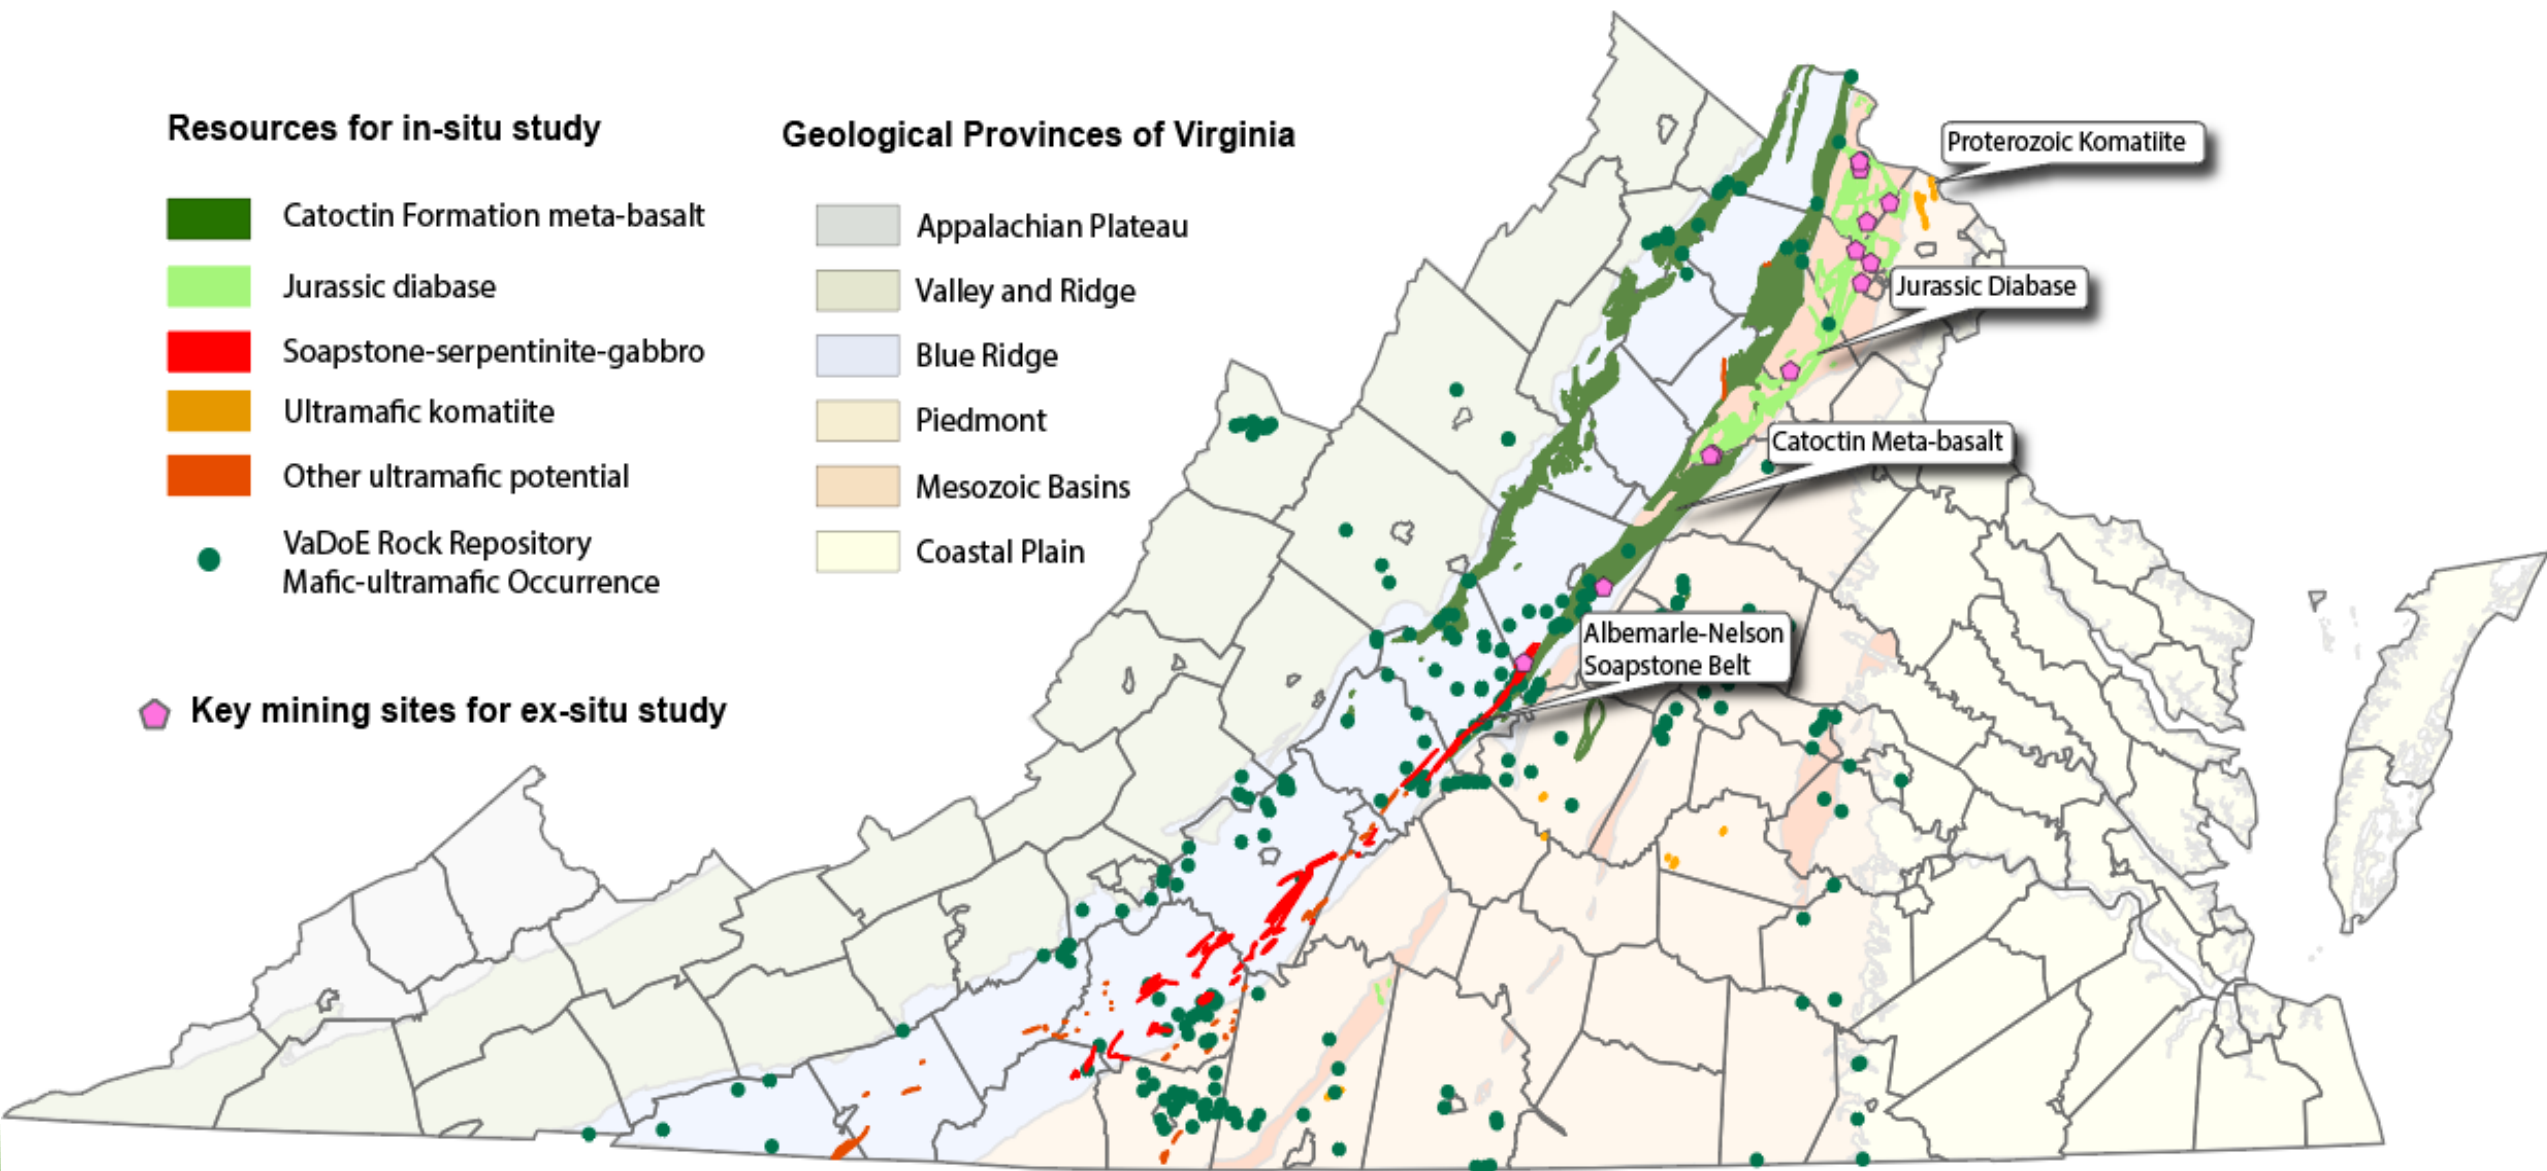 Resources for in-situ study
Catoctin Formation meta-basalt
Jurassic diabase
Soapstone-serpentinite-gabbro
Ultramafic komatiite
Other ultramafic potential
VaDoE Rock Repository
Mafic-ultramafic Occurrence
Key mining sites for ex-situ study
Geological Provinces of Virginia
Appalachian Plateau
Valley and Ridge
Blue Ridge
Piedmont
Mesozoic Basins
Coastal Plain
Proterozoic Komatiite
Jurassic Diabase
Catoctin Meta-basalt
Albemarle-Nelson
Soapstone Belt